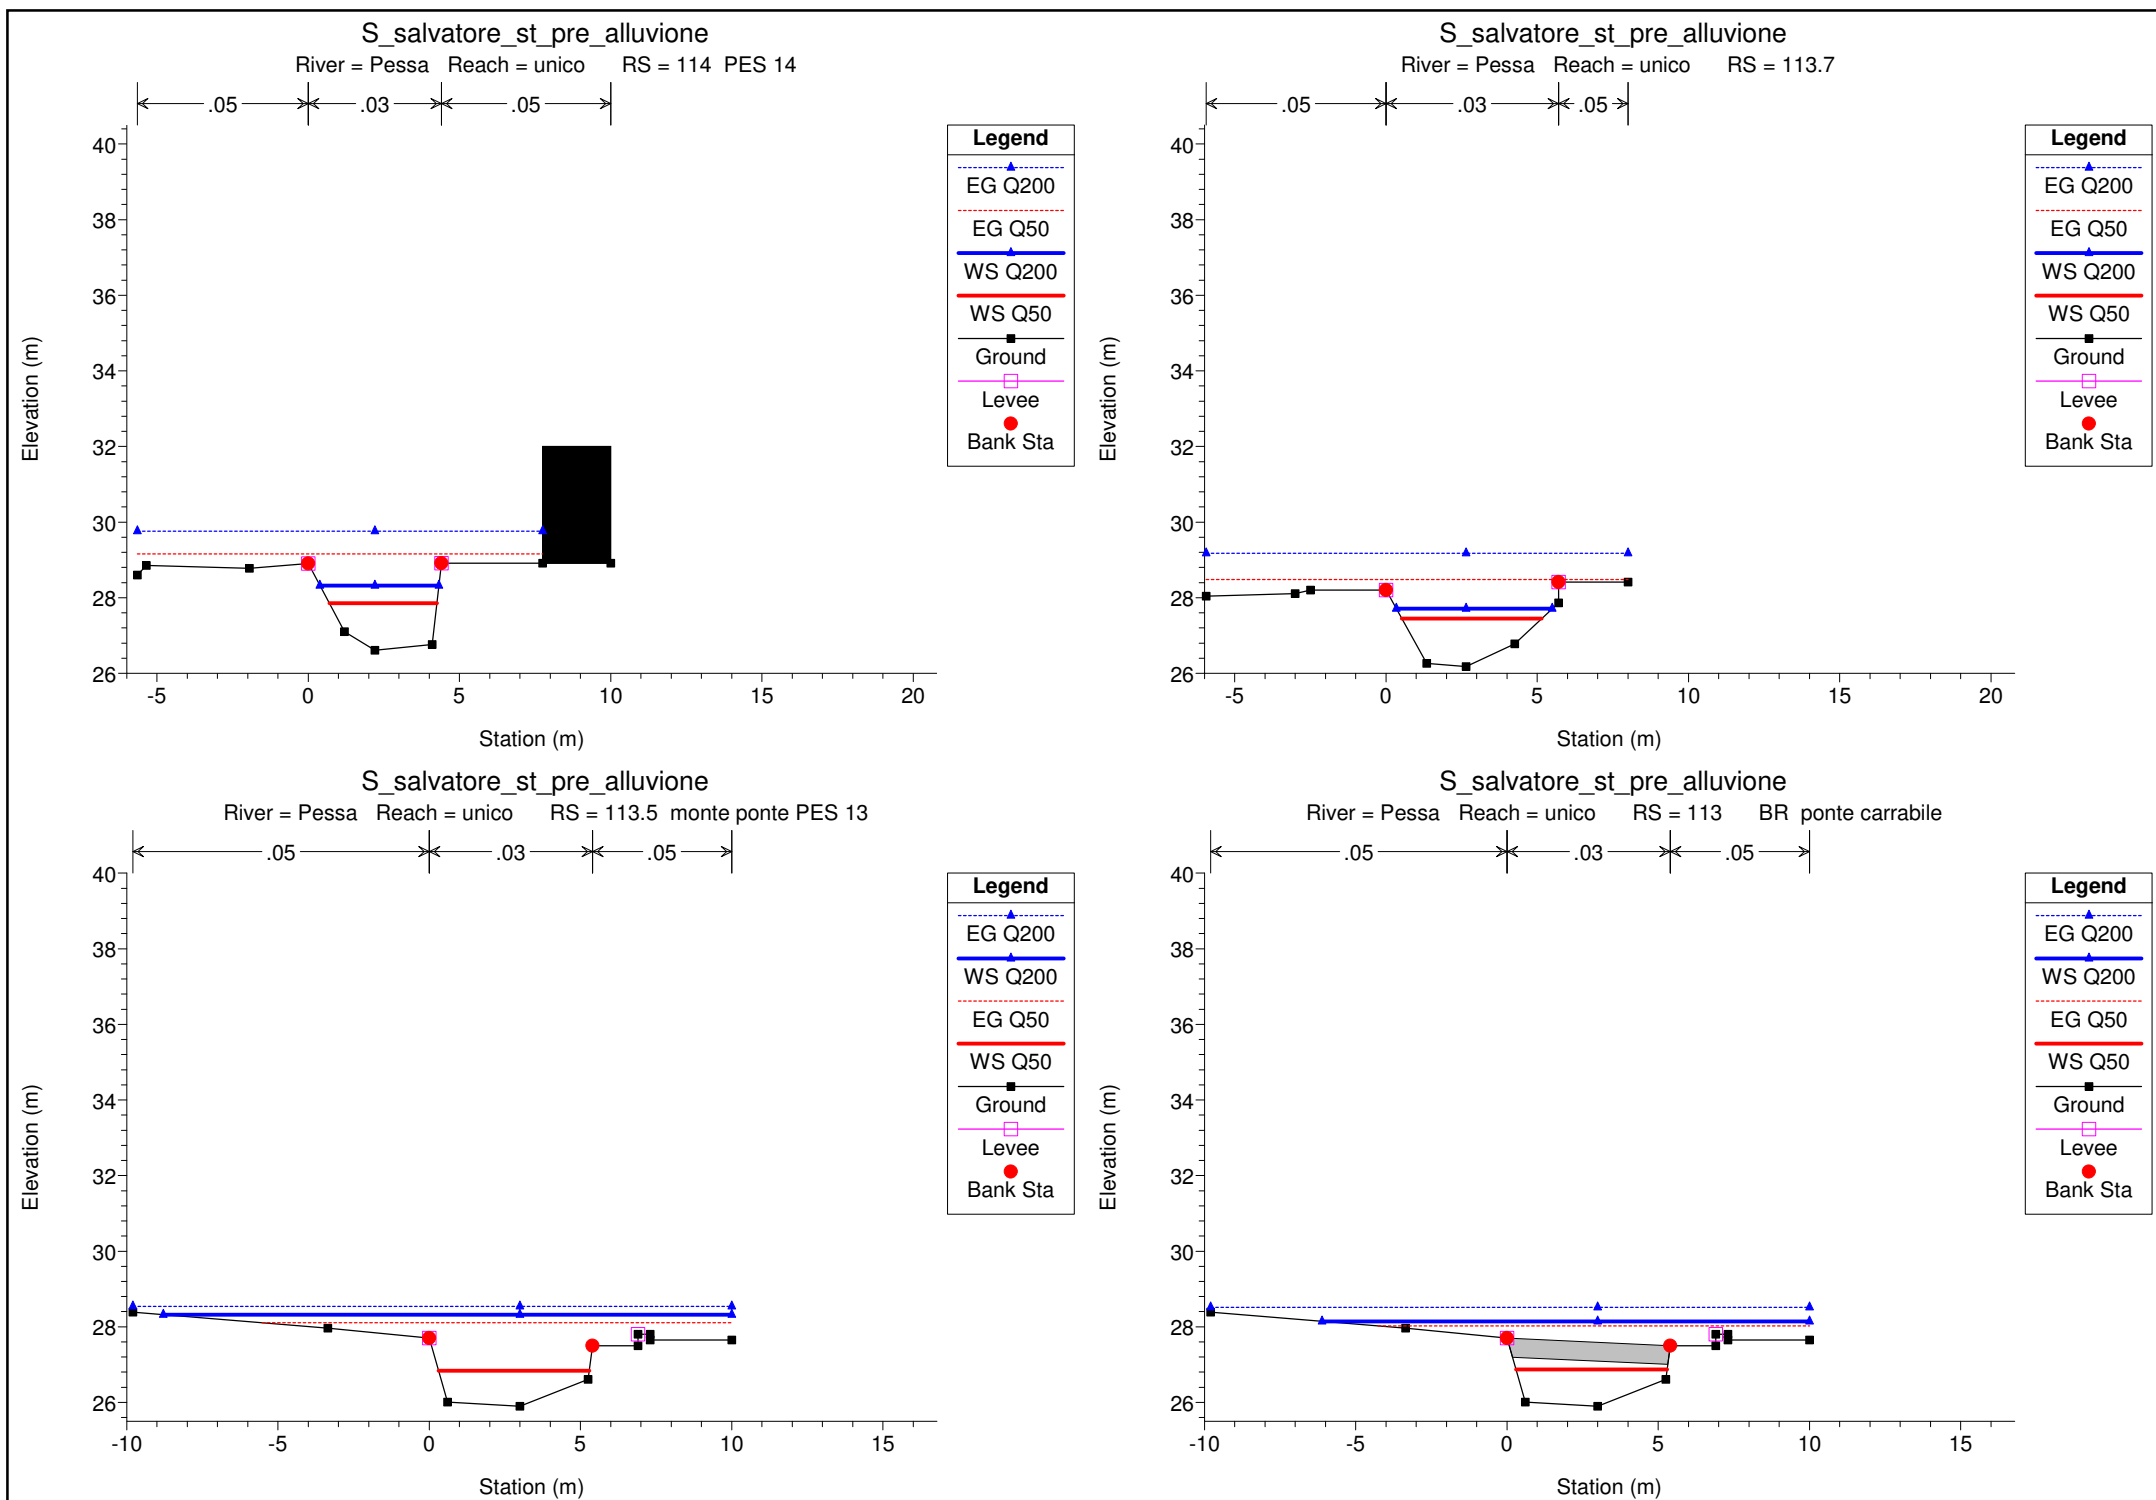 S_salvatore_st_pre_alluvione
River = Pessa Reach = unico RS = 114 PES 14
.05 .03 .05
Legend
EG Q200
EG Q50
WS Q200
WS Q50
Ground
Levee
Bank Sta
Elevation (m)
40
38
36
34
32
30
28
26
-5 0 5 10 15 20
Station (m)
S_salvatore_st_pre_alluvione
River = Pessa Reach = unico RS = 113.7
.05 .03 .05
Legend
EG Q200
EG Q50
WS Q200
WS Q50
Ground
Levee
Bank Sta
Elevation (m)
40
38
36
34
32
30
28
26
-5 0 5 10 15 20
Station (m)
S_salvatore_st_pre_alluvione
River = Pessa Reach = unico RS = 113.5 monte ponte PES 13
.05 .03 .05
Legend
EG Q200
WS Q200
EG Q50
WS Q50
Ground
Levee
Bank Sta
Elevation (m)
40
38
36
34
32
30
28
26
-10 -5 0 5 10 15
Station (m)
S_salvatore_st_pre_alluvione
River = Pessa Reach = unico RS = 113 BR ponte carrabile
.05 .03 .05
Legend
EG Q200
WS Q200
EG Q50
WS Q50
Ground
Levee
Bank Sta
Elevation (m)
40
38
36
34
32
30
28
26
-10 -5 0 5 10 15
Station (m)